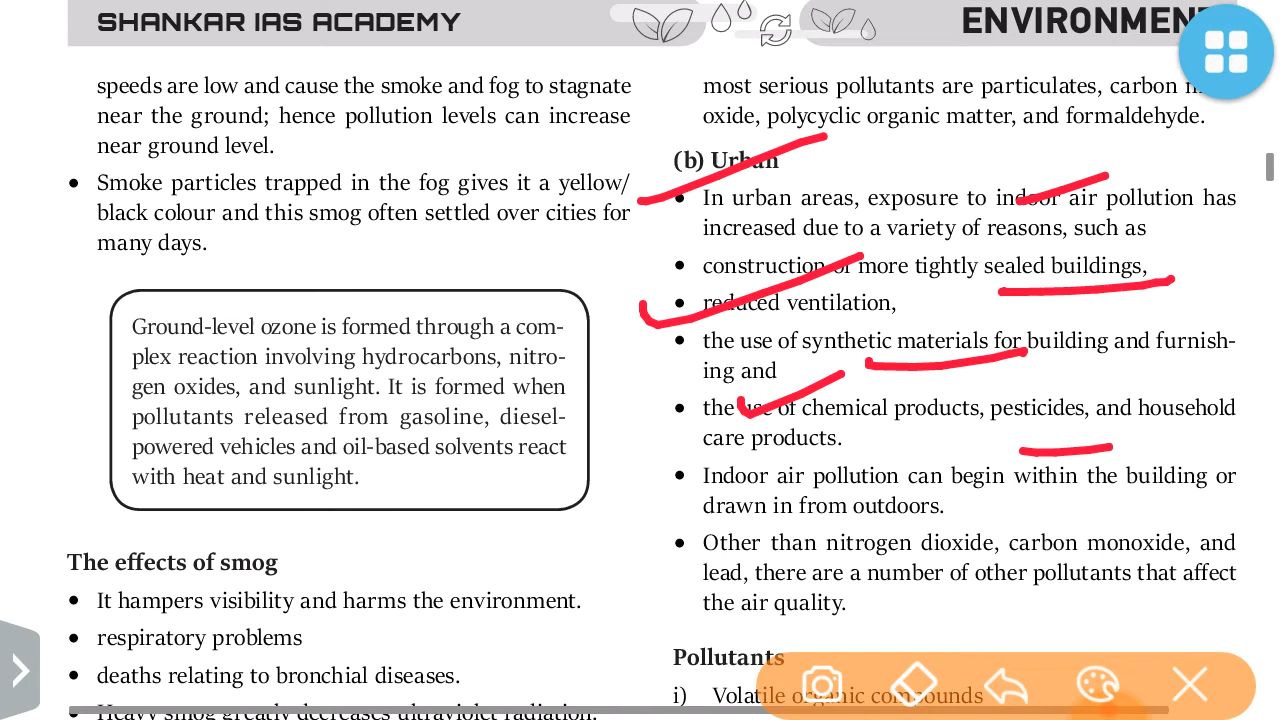 SHANKAR IAS ACADEMY
ENVIRONMENT
speeds are low and cause the smoke and fog to stagnate
near the ground; hence pollution levels can increase
near ground level.
• Smoke particles trapped in the fog gives it a yellow/
black colour and this smog often settled over cities for
many days.
Ground-level ozone is formed through a com-
plex reaction involving hydrocarbons, nitro-
gen oxides, and sunlight. It is formed when
pollutants released from gasoline, diesel-
powered vehicles and oil-based solvents react
with heat and sunlight.
The effects of smog
• It hampers visibility and harms the environment.
• respiratory problems
• deaths relating to bronchial diseases.
• Heavy smog greatly decreases ultraviolet radiation.
most serious pollutants are particulates, carbon
oxide, polycyclic organic matter, and formaldehyde.
(b) Urban
• In urban areas, exposure to indoor air pollution has
increased due to a variety of reasons, such as
• construction of more tightly sealed buildings,
• reduced ventilation,
• the use of synthetic materials for building and furnish-
ing and
• the use of chemical products, pesticides, and household
care products.
• Indoor air pollution can begin within the building or
drawn in from outdoors.
• Other than nitrogen dioxide, carbon monoxide, and
lead, there are a number of other pollutants that affect
the air quality.
Pollutants
i) Volatile organic compounds